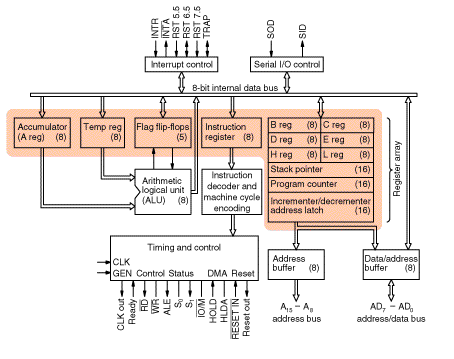 INTR
INTA
RST 5.5
RST 6.5
RST 7.5
TRAP
SOD
SID
Interrupt control
Serial I/O control
8-bit internal data bus
Accumulator
(A reg) (8)
Temp reg
(8)
Flag flip-flops
(5)
Instruction
register (8)
B reg (8) C reg (8)
D reg (8) E reg (8)
H reg (8) L reg (8)
Stack pointer
(16)
Program counter
(16)
Incrementer/decrementer
address latch (16)
Register array
Arithmetic
logical unit
(ALU) (8)
Instruction
decoder and
machine cycle
encoding
Timing and control
CLK
GEN Control Status DMA Reset
CLK out
Ready
RD
WR
ALE
S0
S1
IO/M
HOLD
HLDA
RESET IN
Reset out
Address
buffer (8)
Data/address
buffer (8)
A15 – A8
address bus
AD7 – AD0
address/data bus